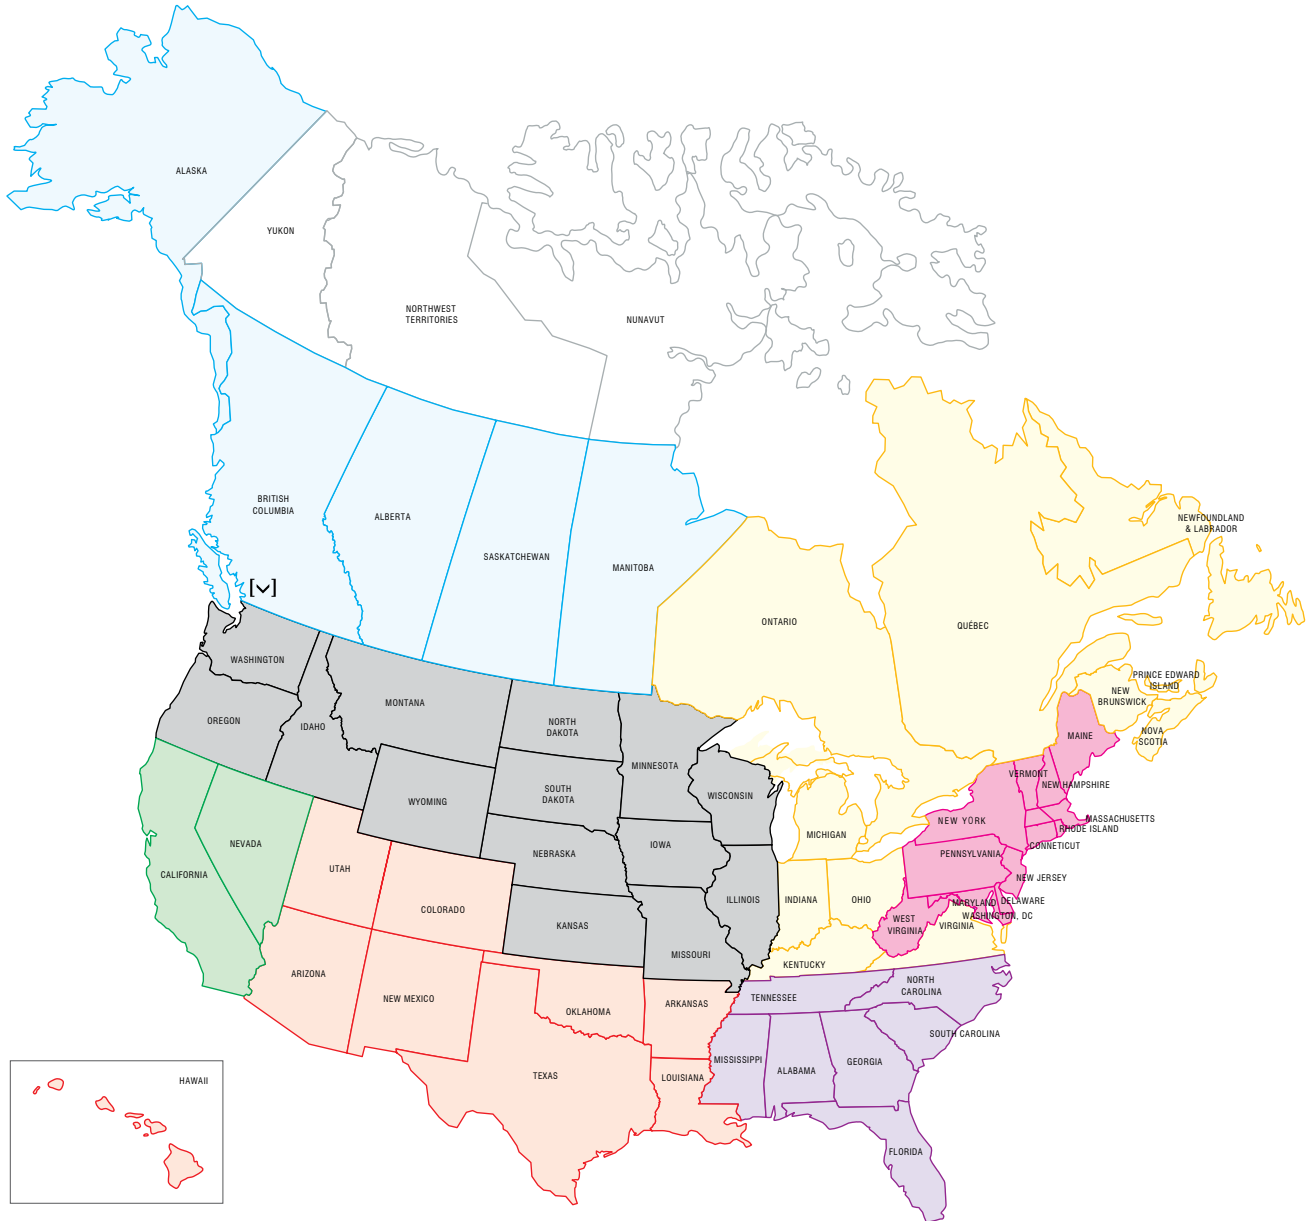 ALASKA
YUKON
NORTHWEST
TERRITORIES
NUNAVUT
BRITISH
COLUMBIA
ALBERTA
SASKATCHEWAN
MANITOBA
ONTARIO
QUÉBEC
NEWFOUNDLAND
& LABRADOR
PRINCE EDWARD
ISLAND
NEW
BRUNSWICK
NOVA
SCOTIA
[⌄]
WASHINGTON
OREGON
IDAHO
MONTANA
NORTH
DAKOTA
MINNESOTA
WISCONSIN
MICHIGAN
SOUTH
DAKOTA
WYOMING
NEBRASKA
IOWA
ILLINOIS
INDIANA
OHIO
KANSAS
MISSOURI
KENTUCKY
MAINE
VERMONT
NEW HAMPSHIRE
MASSACHUSETTS
RHODE ISLAND
CONNETICUT
NEW YORK
PENNSYLVANIA
NEW JERSEY
DELAWARE
MARYLAND
WASHINGTON, DC
WEST
VIRGINIA
VIRGINIA
CALIFORNIA
NEVADA
UTAH
COLORADO
ARIZONA
NEW MEXICO
OKLAHOMA
ARKANSAS
TEXAS
LOUISIANA
TENNESSEE
NORTH
CAROLINA
SOUTH CAROLINA
MISSISSIPPI
ALABAMA
GEORGIA
FLORIDA
HAWAII